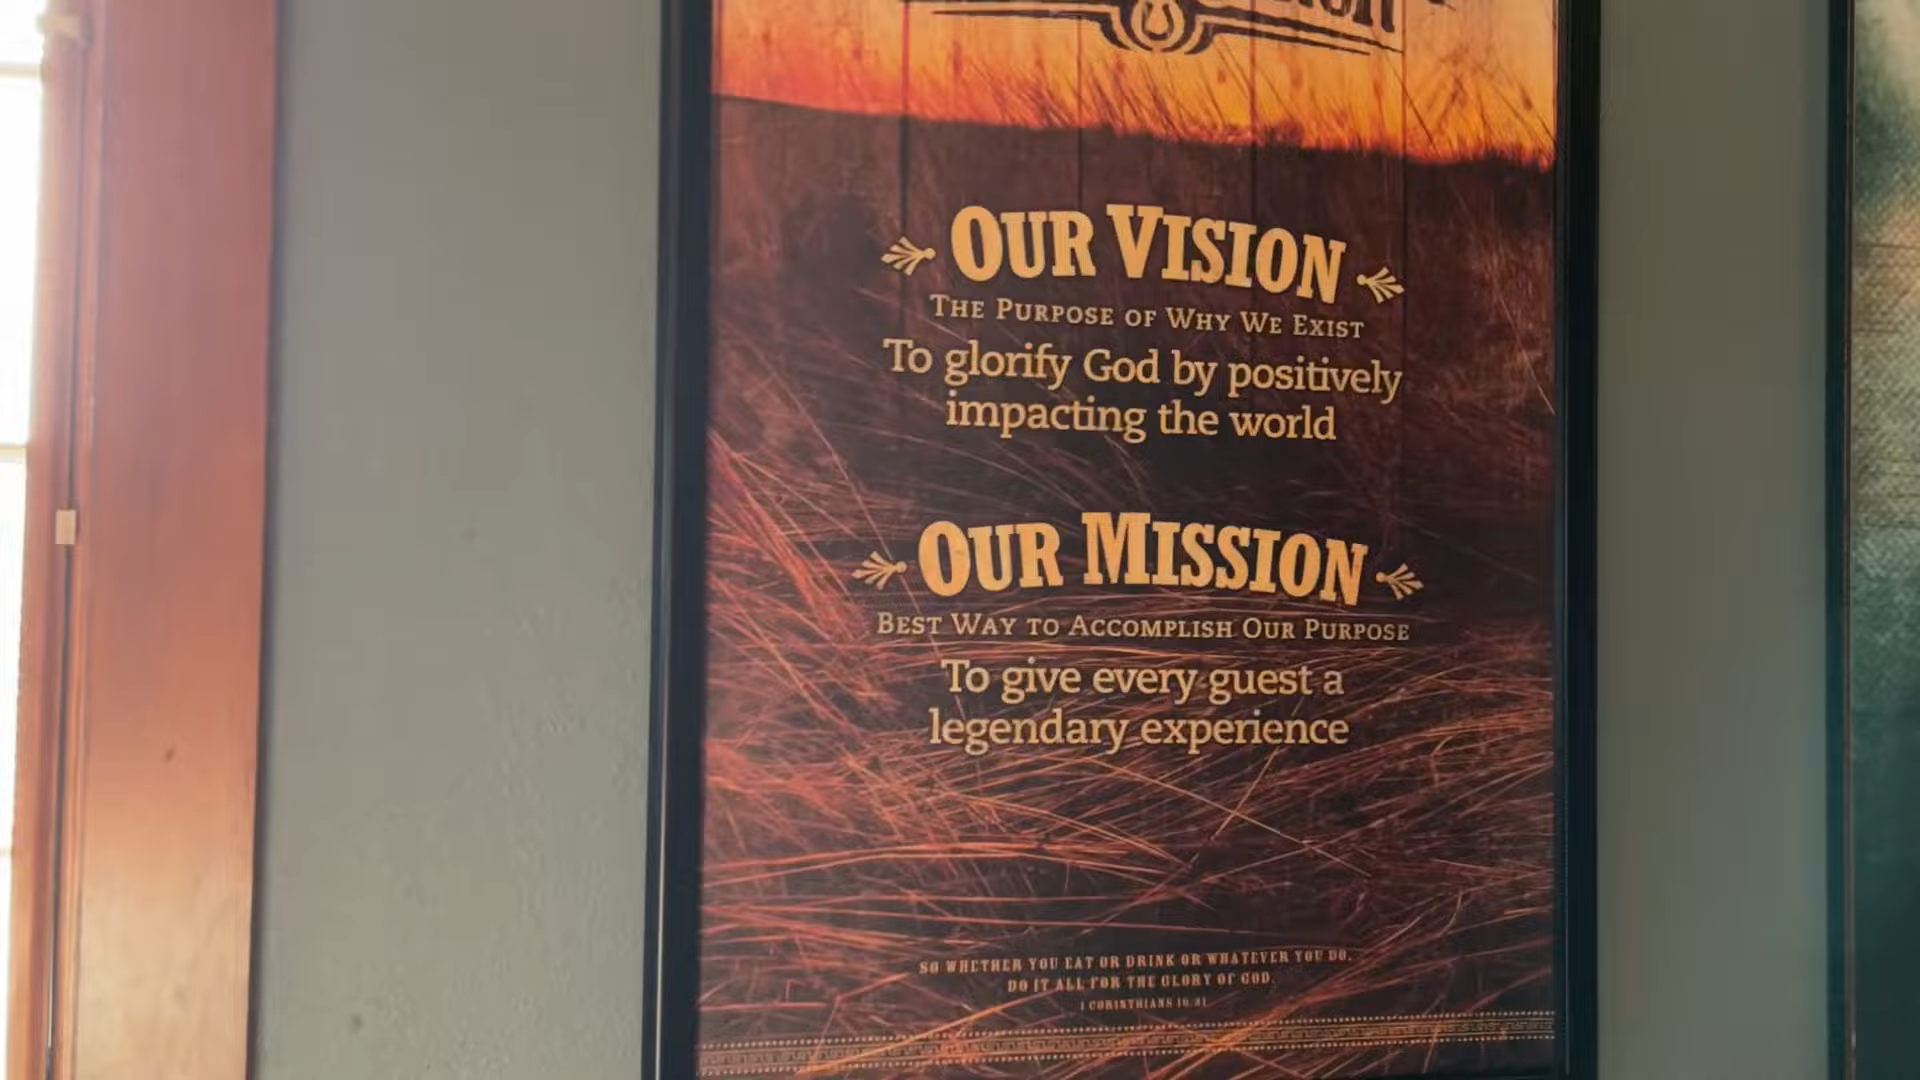 OUR VISION
THE PURPOSE OF WHY WE EXIST
To glorify God by positively
impacting the world
OUR MISSION
BEST WAY TO ACCOMPLISH OUR PURPOSE
To give every guest a
legendary experience
SO WHETHER YOU EAT OR DRINK OR WHATEVER YOU DO,
DO IT ALL FOR THE GLORY OF GOD.
1 CORINTHIANS 10:31